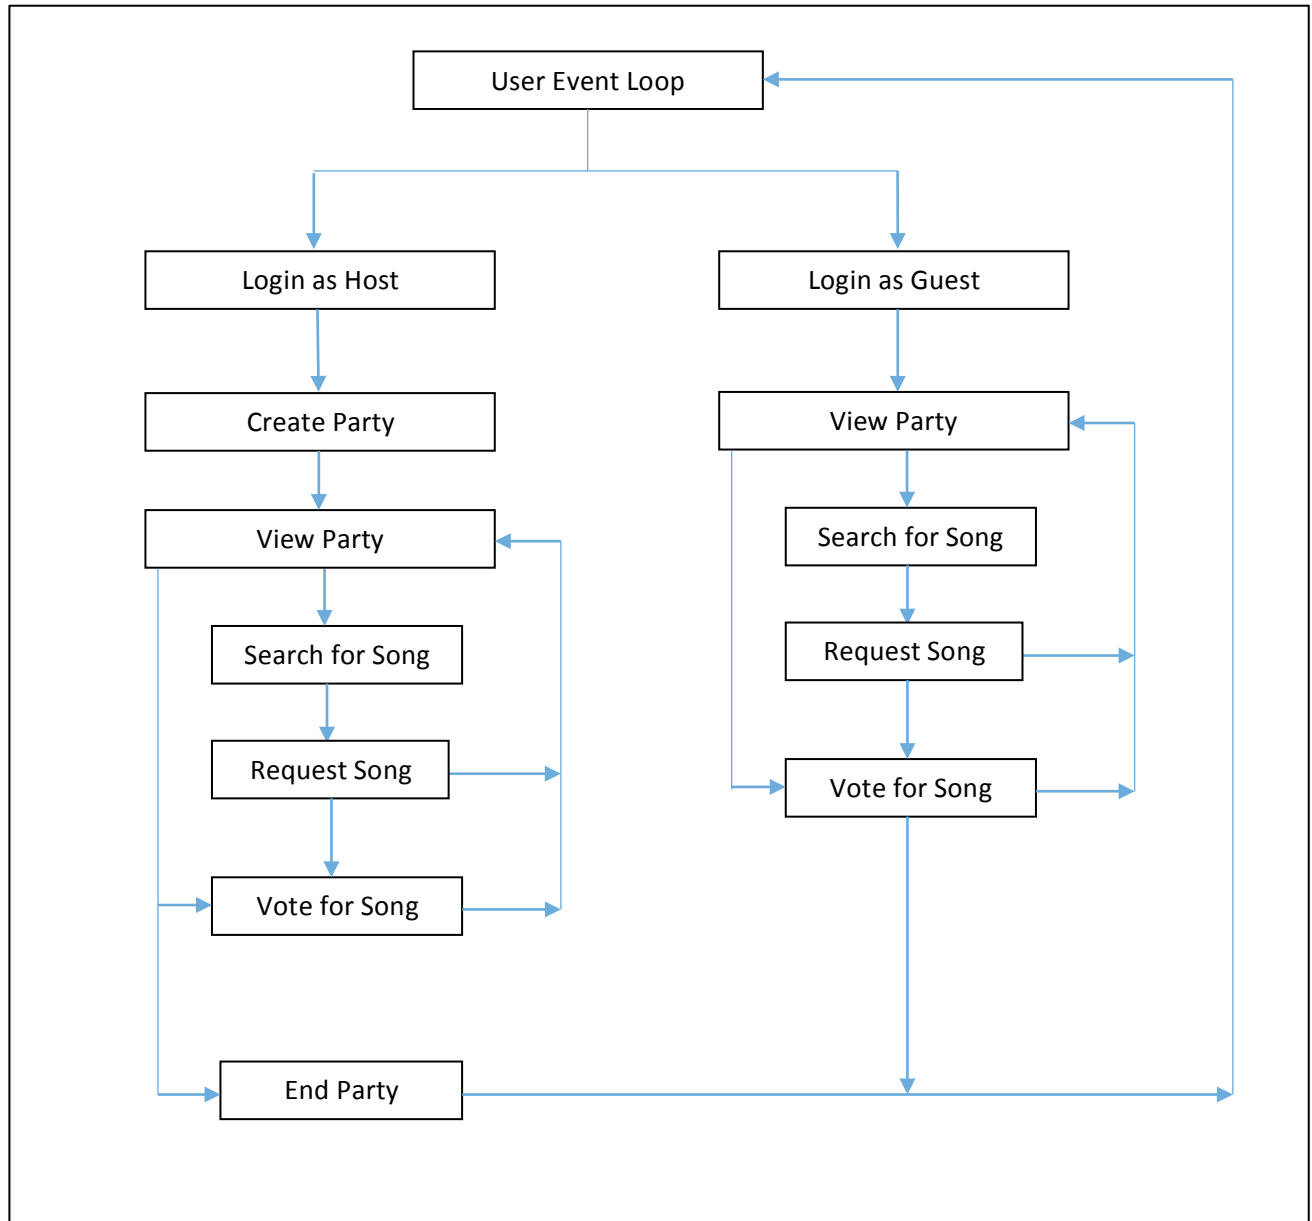 User Event Loop
Login as Host
Login as Guest
Create Party
View Party
View Party
Search for Song
Search for Song
Request Song
Request Song
Vote for Song
Vote for Song
End Party